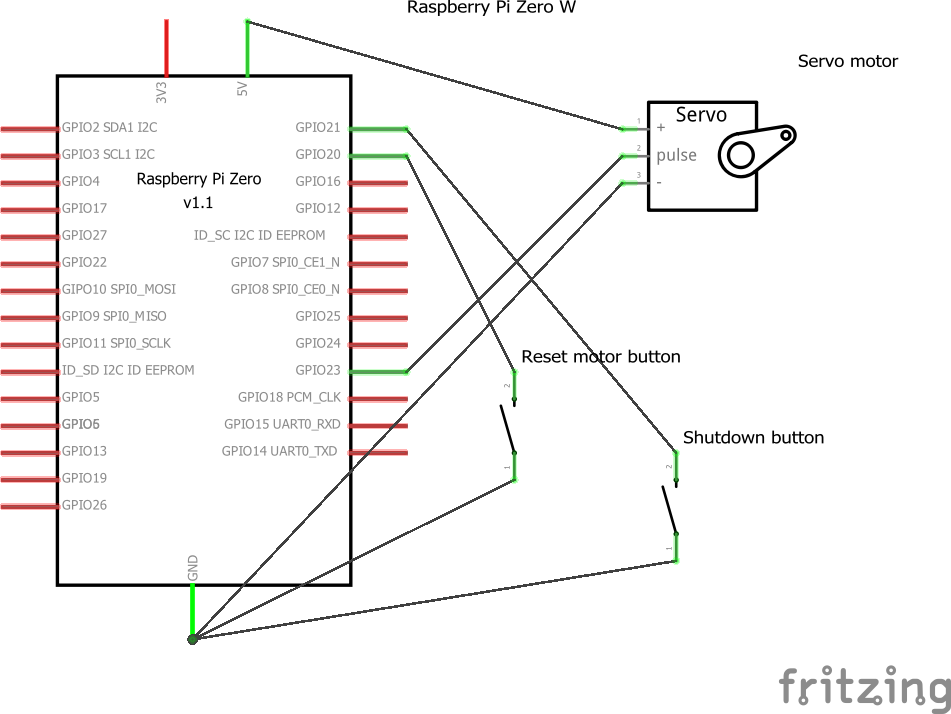 Raspberry Pi Zero W
Servo motor
3V3
5V
GPIO2 SDA1 I2C
GPIO3 SCL1 I2C
GPIO4
GPIO17
GPIO27
GPIO22
GIPO10 SPI0_MOSI
GPIO9 SPI0_MISO
GPIO11 SPI0_SCLK
ID_SD I2C ID EEPROM
GPIO5
GPIO6
GPIO13
GPIO19
GPIO26
Raspberry Pi Zero
v1.1
GPIO21
GPIO20
GPIO16
GPIO12
ID_SC I2C ID EEPROM
GPIO7 SPI0_CE1_N
GPIO8 SPI0_CE0_N
GPIO25
GPIO24
GPIO23
GPIO18 PCM_CLK
GPIO15 UART0_RXD
GPIO14 UART0_TXD
GND
Servo
1 +
2 pulse
3 -
Reset motor button
2
1
Shutdown button
2
1
fritzing